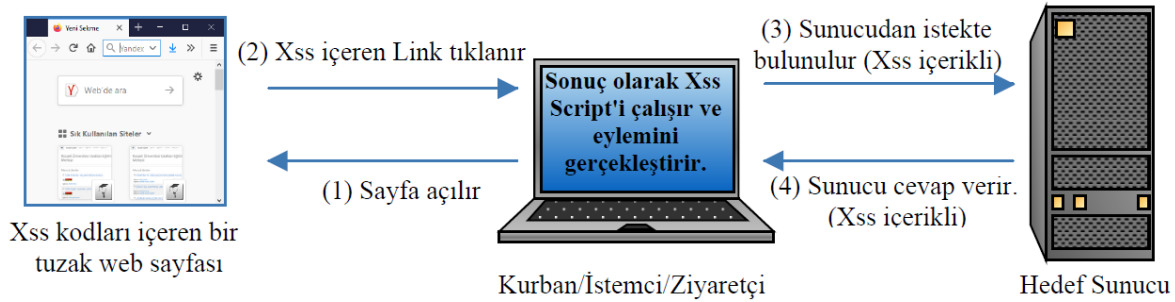 Yeni Sekme
Yandex
Web'de ara
Sık Kullanılan Siteler
Xss kodları içeren bir
tuzak web sayfası
(2) Xss içeren Link tıklanır
(1) Sayfa açılır
Sonuç olarak Xss
Script'i çalışır ve
eylemini
gerçekleştirir.
Kurban/İstemci/Ziyaretçi
(3) Sunucudan istekte
bulunulur (Xss içerikli)
(4) Sunucu cevap verir.
(Xss içerikli)
Hedef Sunucu